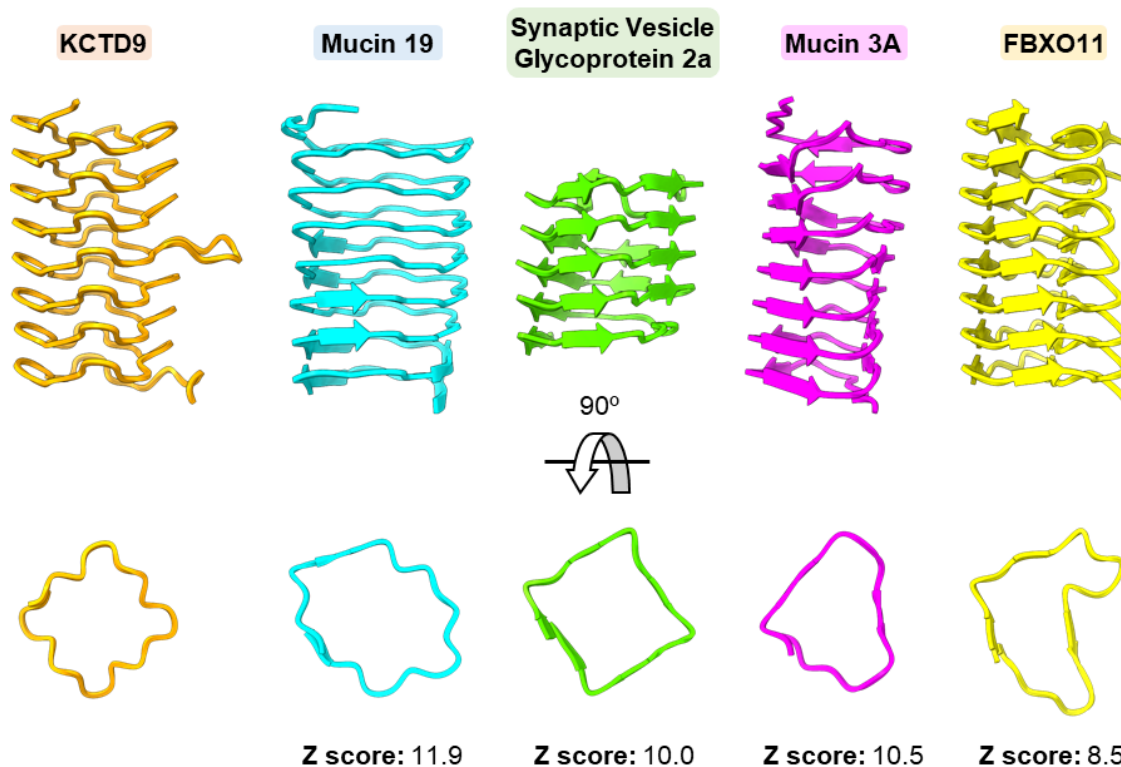 KCTD9
Mucin 19
Synaptic Vesicle
Glycoprotein 2a
Mucin 3A
FBXO11
90º
Z score: 11.9
Z score: 10.0
Z score: 10.5
Z score: 8.5